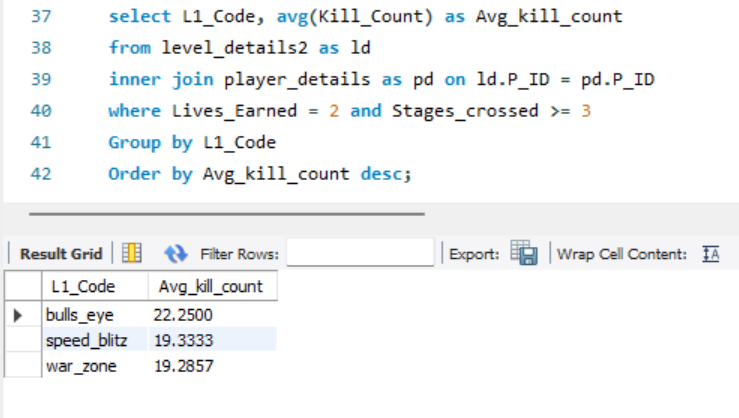 37 select L1_Code, avg(Kill_Count) as Avg_kill_count
38 from level_details2 as ld
39 inner join player_details as pd on ld.P_ID = pd.P_ID
40 where Lives_Earned = 2 and Stages_crossed >= 3
41 Group by L1_Code
42 Order by Avg_kill_count desc;
Result Grid Filter Rows: Export: Wrap Cell Content: IA
L1_Code Avg_kill_count
bulls_eye 22.2500
speed_blitz 19.3333
war_zone 19.2857